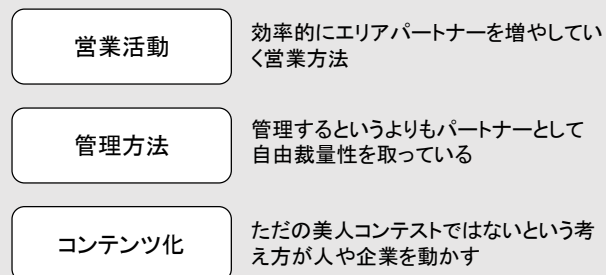 営業活動
効率的にエリアパートナーを増やしてい
く営業方法
管理方法
管理するというよりもパートナーとして
自由裁量性を取っている
コンテンツ化
ただの美人コンテストではないという考
え方が人や企業を動かす